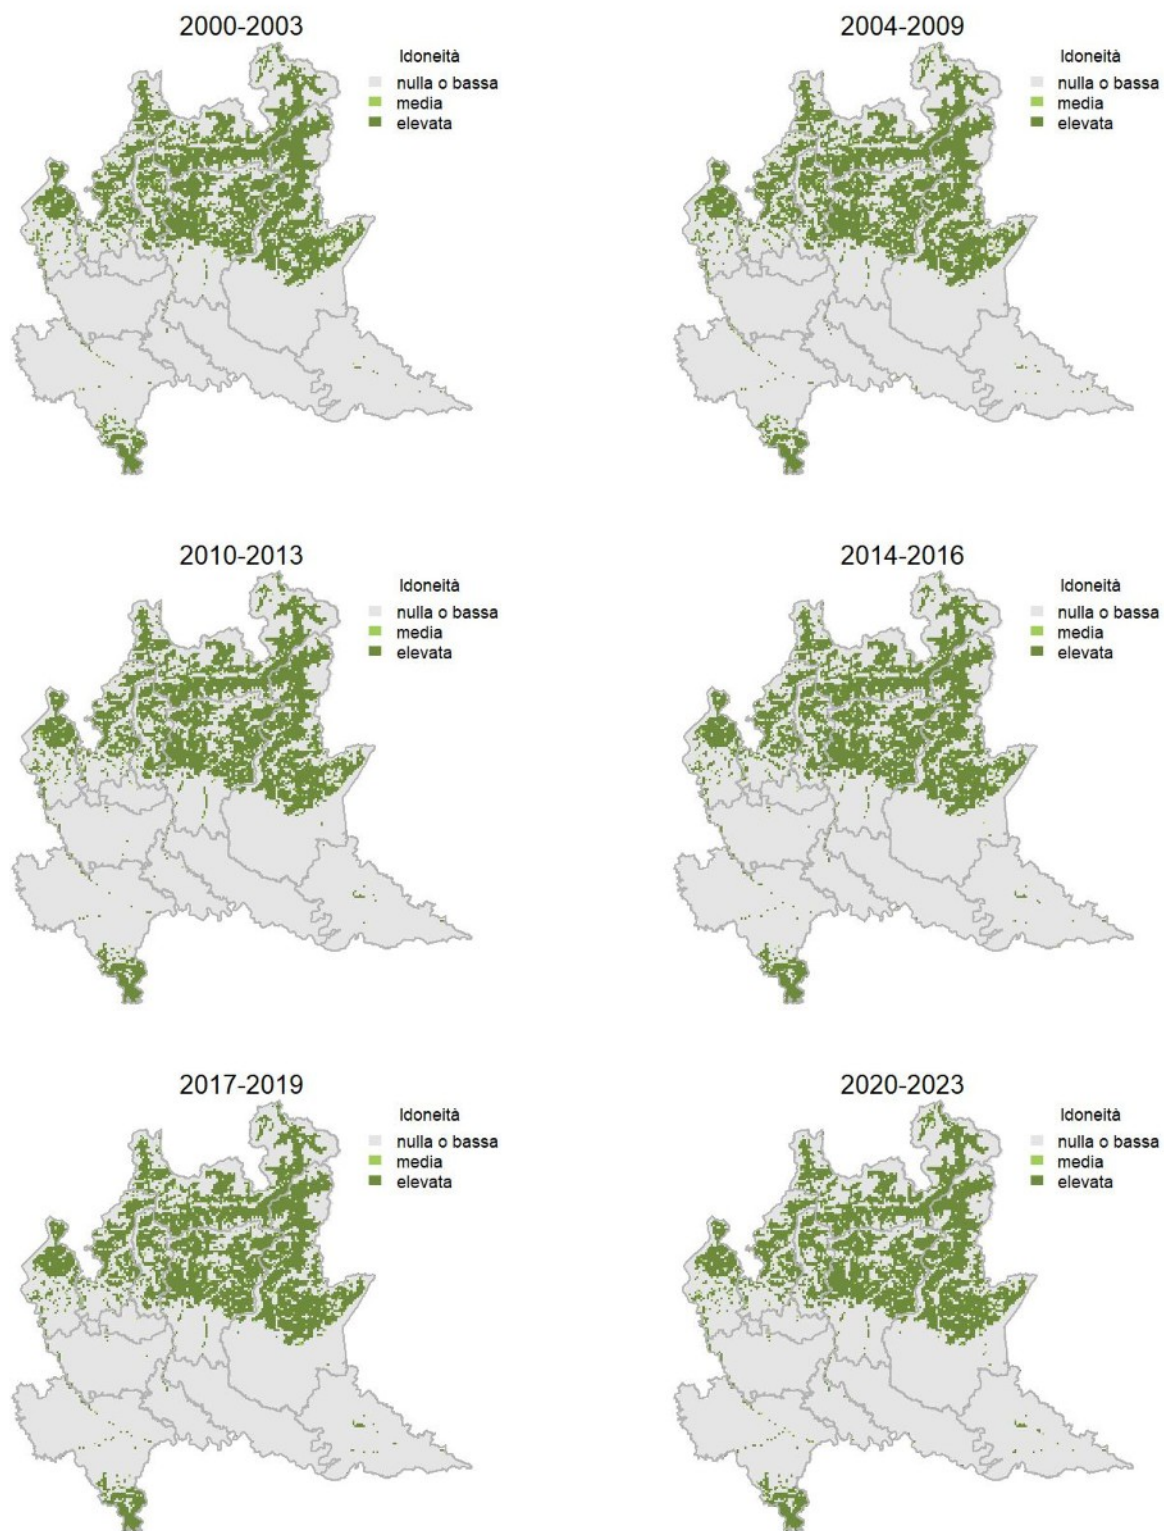 2000-2003
Idoneità
nulla o bassa
media
elevata
2004-2009
Idoneità
nulla o bassa
media
elevata
2010-2013
Idoneità
nulla o bassa
media
elevata
2014-2016
Idoneità
nulla o bassa
media
elevata
2017-2019
Idoneità
nulla o bassa
media
elevata
2020-2023
Idoneità
nulla o bassa
media
elevata